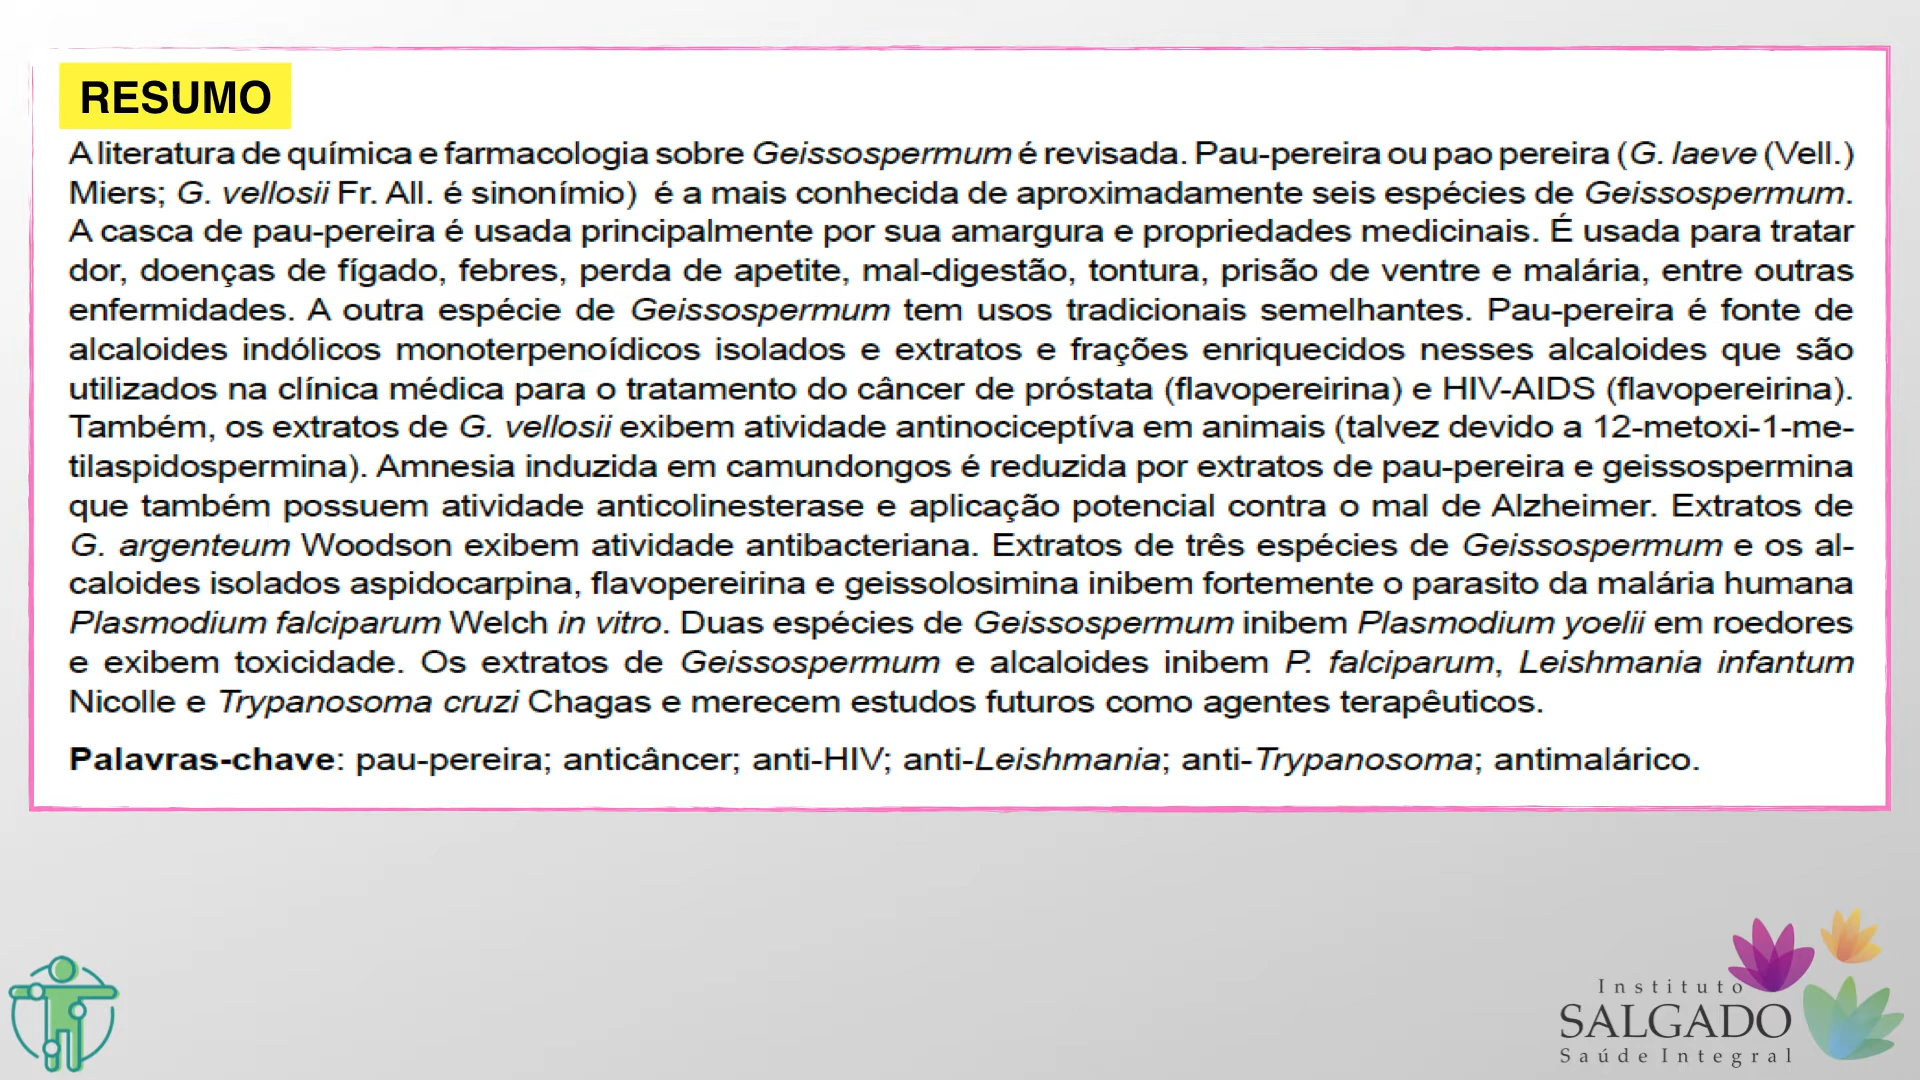 RESUMO
A literatura de química e farmacologia sobre Geissospermum é revisada. Pau-pereira ou pao pereira (G. laeve (Vell.)
Miers; G. vellosii Fr. All. é sinonímio) é a mais conhecida de aproximadamente seis espécies de Geissospermum.
A casca de pau-pereira é usada principalmente por sua amargura e propriedades medicinais. É usada para tratar
dor, doenças de fígado, febres, perda de apetite, mal-digestão, tontura, prisão de ventre e malária, entre outras
enfermidades. A outra espécie de Geissospermum tem usos tradicionais semelhantes. Pau-pereira é fonte de
alcaloides indólicos monoterpenoídicos isolados e extratos e frações enriquecidos nesses alcaloides que são
utilizados na clínica médica para o tratamento do câncer de próstata (flavopereirina) e HIV-AIDS (flavopereirina).
Também, os extratos de G. vellosii exibem atividade antinociceptíva em animais (talvez devido a 12-metoxi-1-me-
tilaspidospermina). Amnesia induzida em camundongos é reduzida por extratos de pau-pereira e geissospermina
que também possuem atividade anticolinesterase e aplicação potencial contra o mal de Alzheimer. Extratos de
G. argenteum Woodson exibem atividade antibacteriana. Extratos de três espécies de Geissospermum e os al-
caloides isolados aspidocarpina, flavopereirina e geissolosimina inibem fortemente o parasito da malária humana
Plasmodium falciparum Welch in vitro. Duas espécies de Geissospermum inibem Plasmodium yoelii em roedores
e exibem toxicidade. Os extratos de Geissospermum e alcaloides inibem P. falciparum, Leishmania infantum
Nicolle e Trypanosoma cruzi Chagas e merecem estudos futuros como agentes terapêuticos.
Palavras-chave: pau-pereira; anticâncer; anti-HIV; anti-Leishmania; anti-Trypanosoma; antimalárico.
Instituto
SALGADO
Saúde Integral